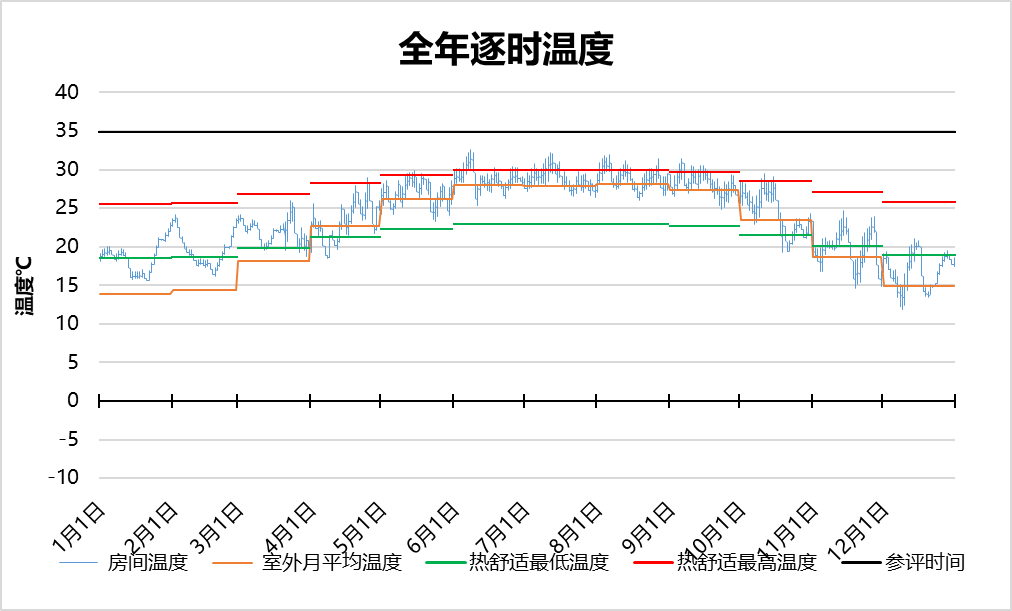 全年逐时温度
40
35
30
25
20
15
10
5
0
-5
-10
温度℃
1月1日
2月1日
3月1日
4月1日
5月1日
6月1日
7月1日
8月1日
9月1日
10月1日
11月1日
12月1日
房间温度 室外月平均温度 热舒适最低温度 热舒适最高温度 参评时间